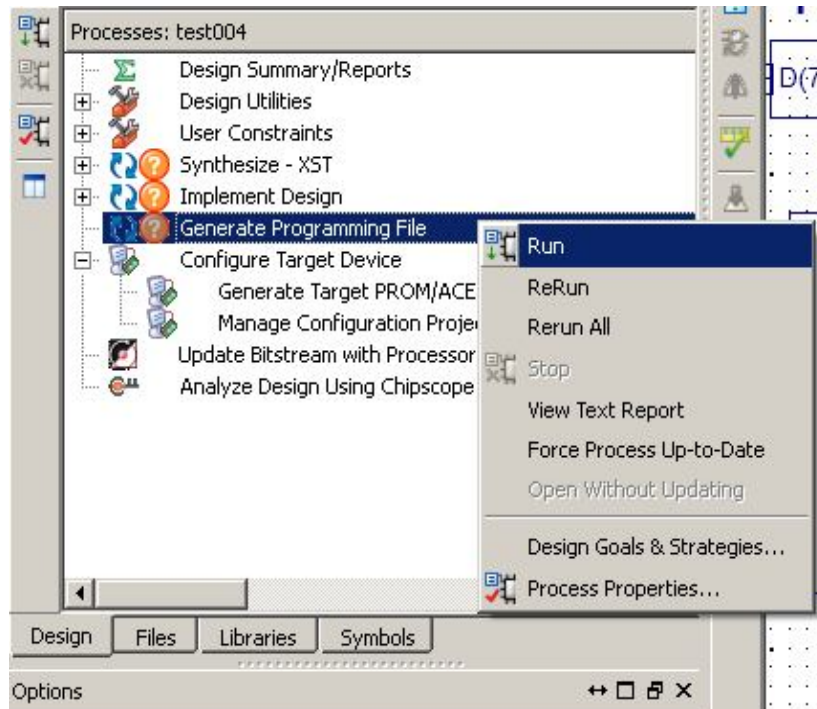 Processes: test004
D(7
Design Summary/Reports
Design Utilities
User Constraints
Synthesize - XST
Implement Design
Generate Programming File
Configure Target Device
Generate Target PROM/ACE
Manage Configuration Proje
Update Bitstream with Processor
Analyze Design Using Chipscope
Run
ReRun
Rerun All
Stop
View Text Report
Force Process Up-to-Date
Open Without Updating
Design Goals & Strategies...
Process Properties...
Design Files Libraries Symbols
Options